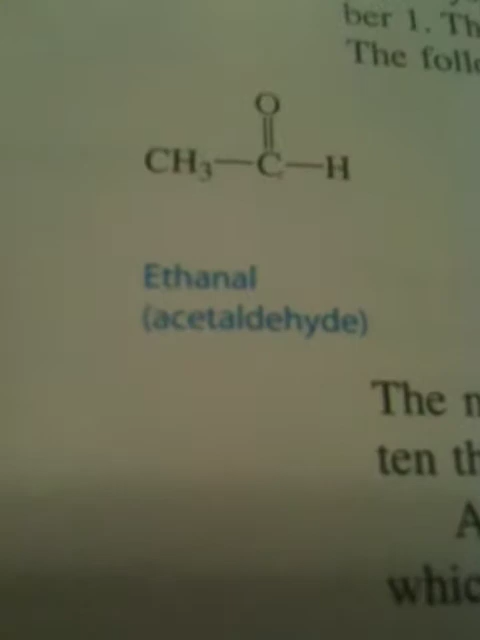 ber 1. Th
The foll
O
CH₃—C—H
Ethanal
(acetaldehyde)
The
ten th
A
whic